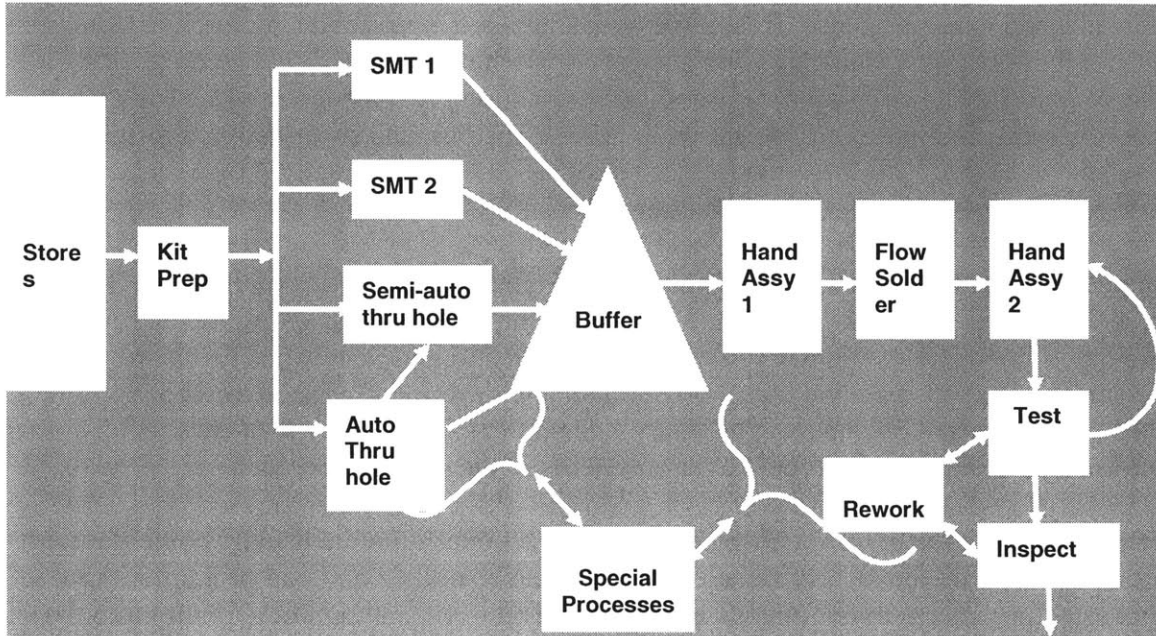 SMT 1
SMT 2
Store
s
Kit
Prep
Semi-auto
thru hole
Auto
Thru
hole
Buffer
Hand
Assy
1
Flow
Sold
er
Hand
Assy
2
Test
Rework
Inspect
Special
Processes